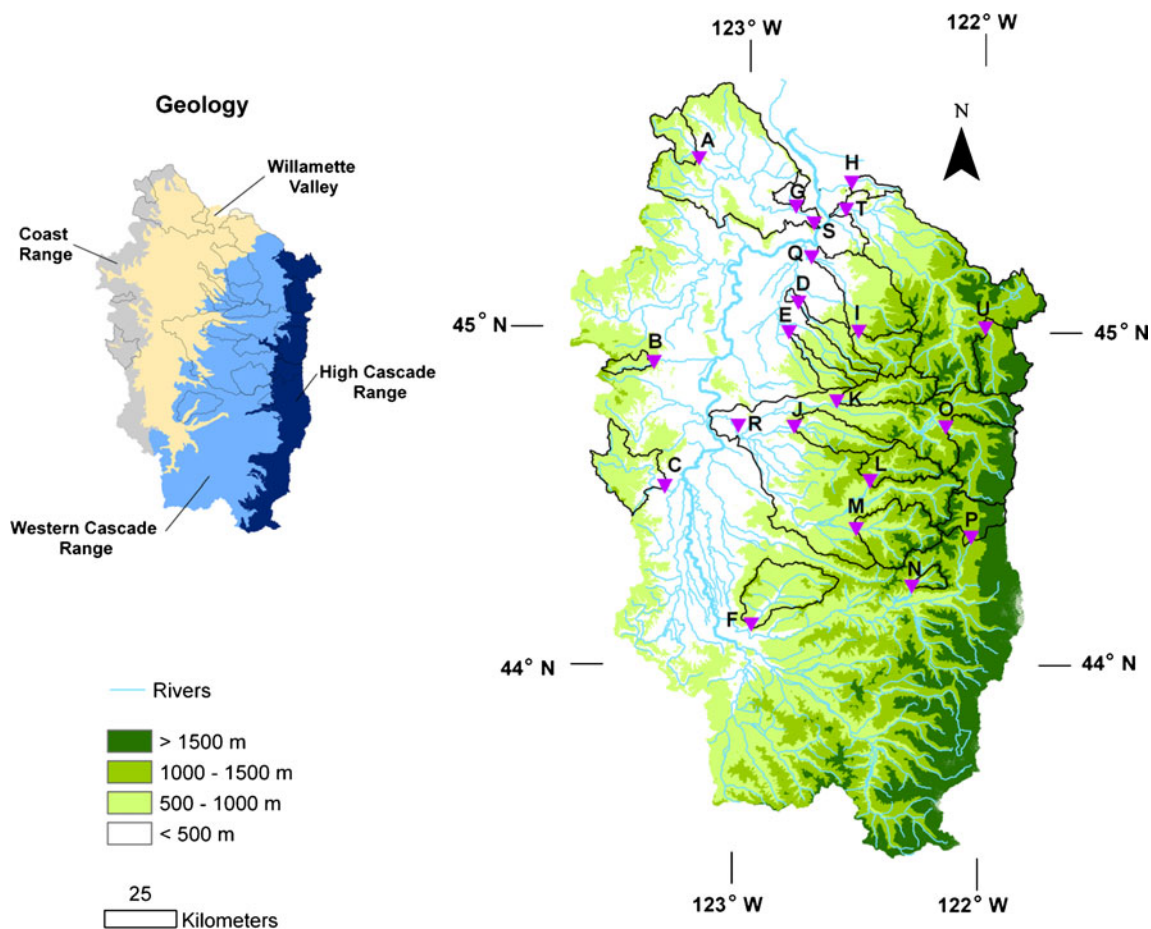 Geology
Willamette
Valley
Coast
Range
High Cascade
Range
Western Cascade
Range
Rivers
> 1500 m
1000 - 1500 m
500 - 1000 m
< 500 m
25
Kilometers
123° W
122° W
N
A
H
G
T
S
Q
D
E
I
U
45° N
45° N
B
K
R
J
O
C
L
M
P
N
F
44° N
44° N
123° W
122° W